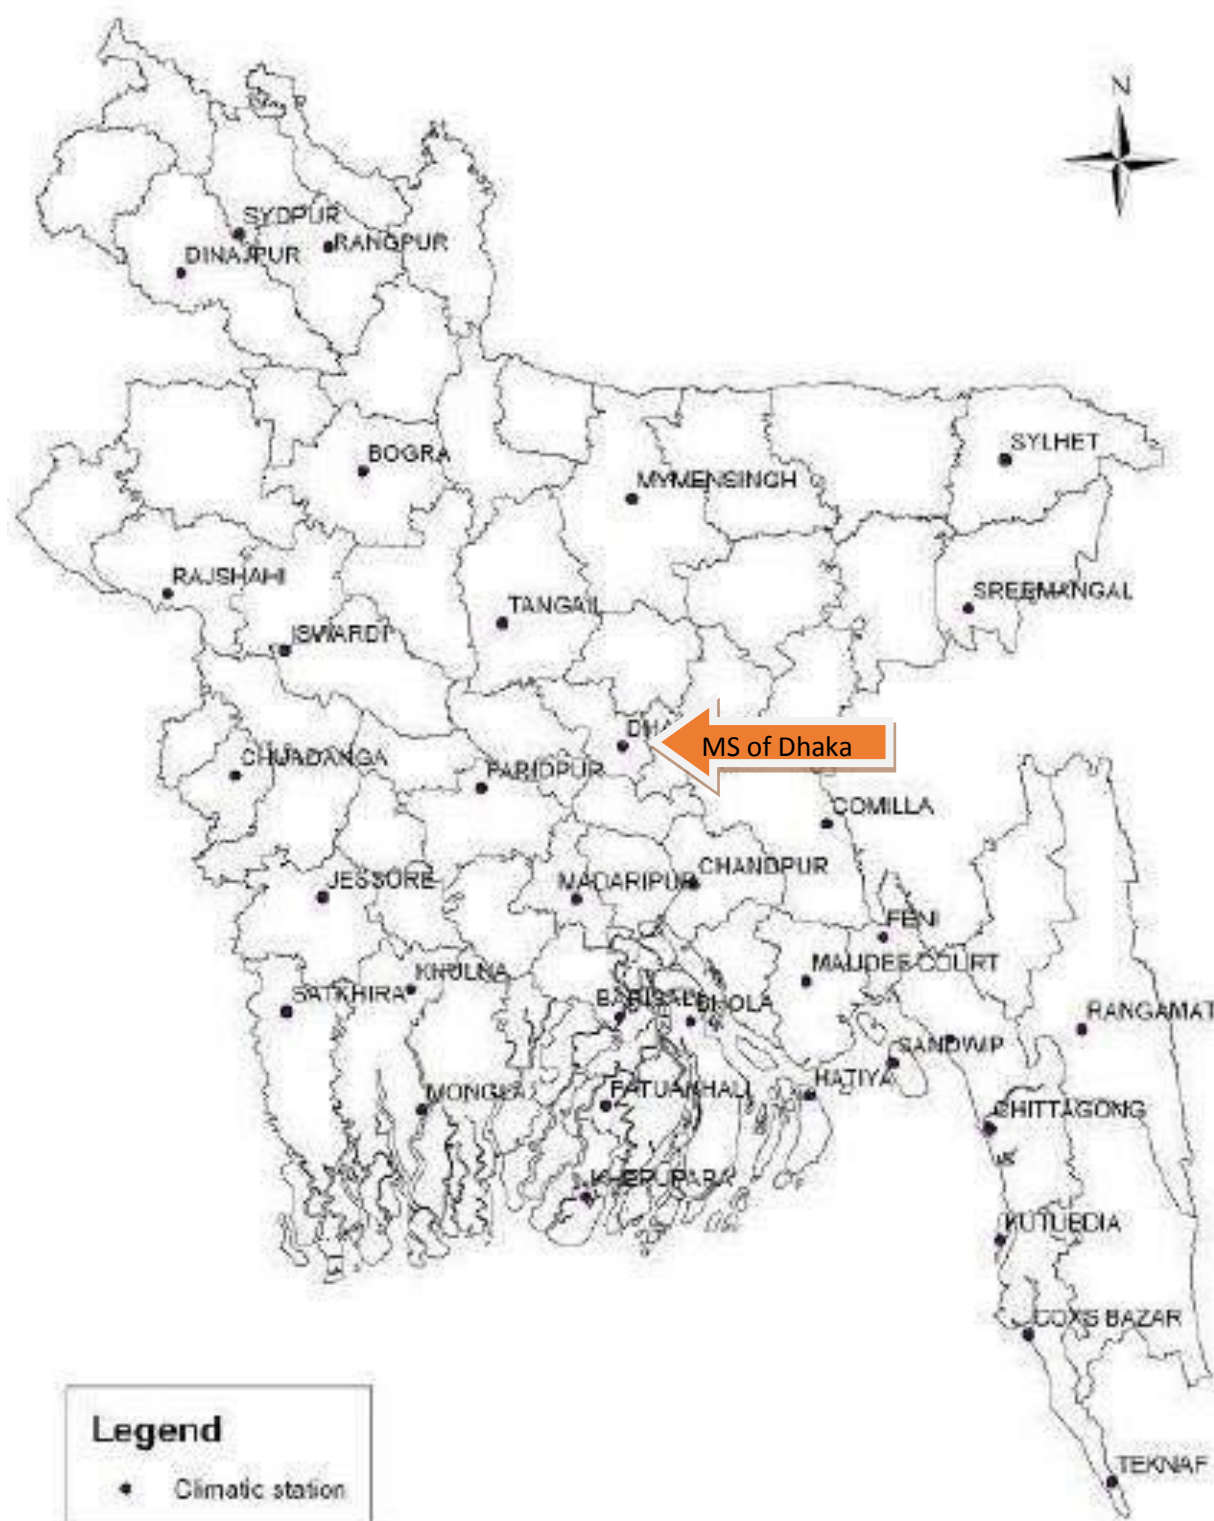 N
SYDPUR
RANGPUR
DINAJPUR
BOGRA
SYLHET
MYMENSINGH
RAJSHAHI
SREEMANGAL
TANGAIL
ISWARDI
DHA
MS of Dhaka
CHUADANGA
FARIDPUR
COMILLA
CHANDPUR
JESSORE
MADARIPUR
FENI
MAIJDEE COURT
KHULNA
SATKHIRA
BARISAL
BHOLA
RANGAMAT
SANDWIP
HATIYA
MONGLA
PATUAKHALI
CHITTAGONG
KHEPUPARA
KUTUBDIA
COXS BAZAR
TEKNAF
Legend
Climatic station